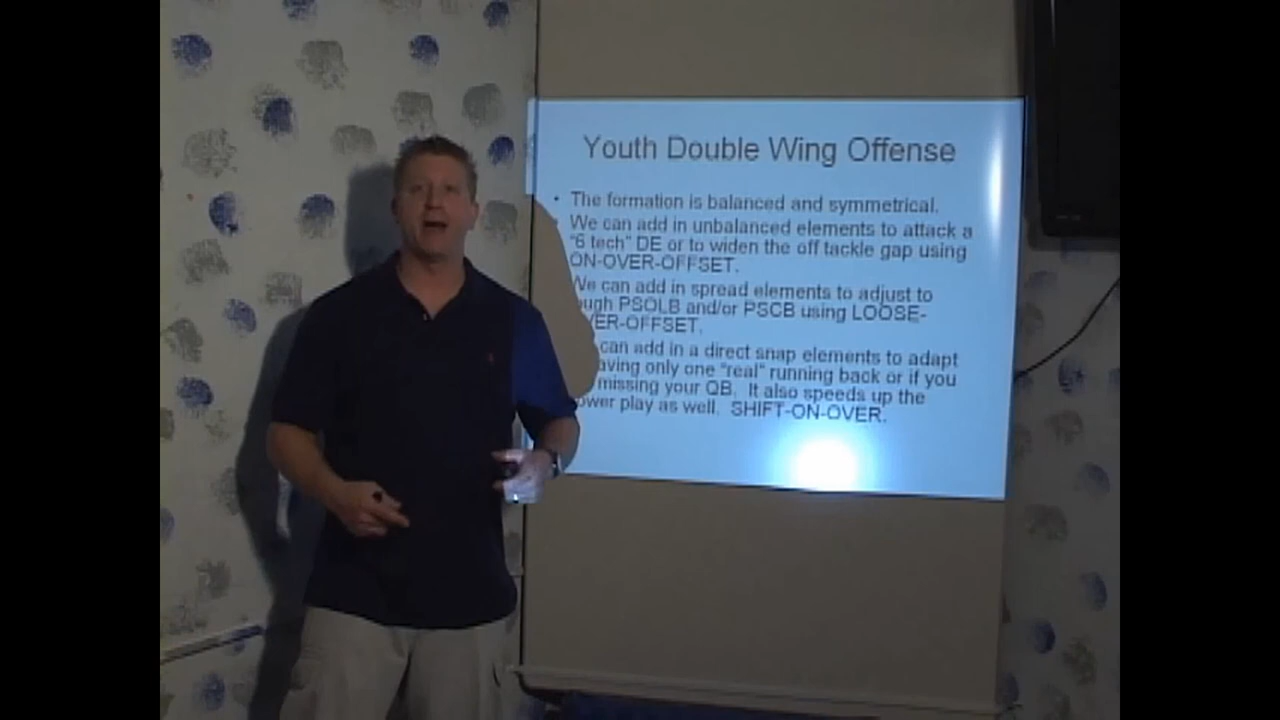 Youth Double Wing Offense
• The formation is balanced and symmetrical.
We can add in unbalanced elements to attack a
"6 tech" DE or to widen the off tackle gap using
ON-OVER-OFFSET.
We can add in spread elements to adjust to
ough PSOLB and/or PSCB using LOOSE-
VER-OFFSET.
can add in a direct snap elements to adapt
aving only one "real" running back or if you
missing your QB. It also speeds up the
ower play as well. SHIFT-ON-OVER.